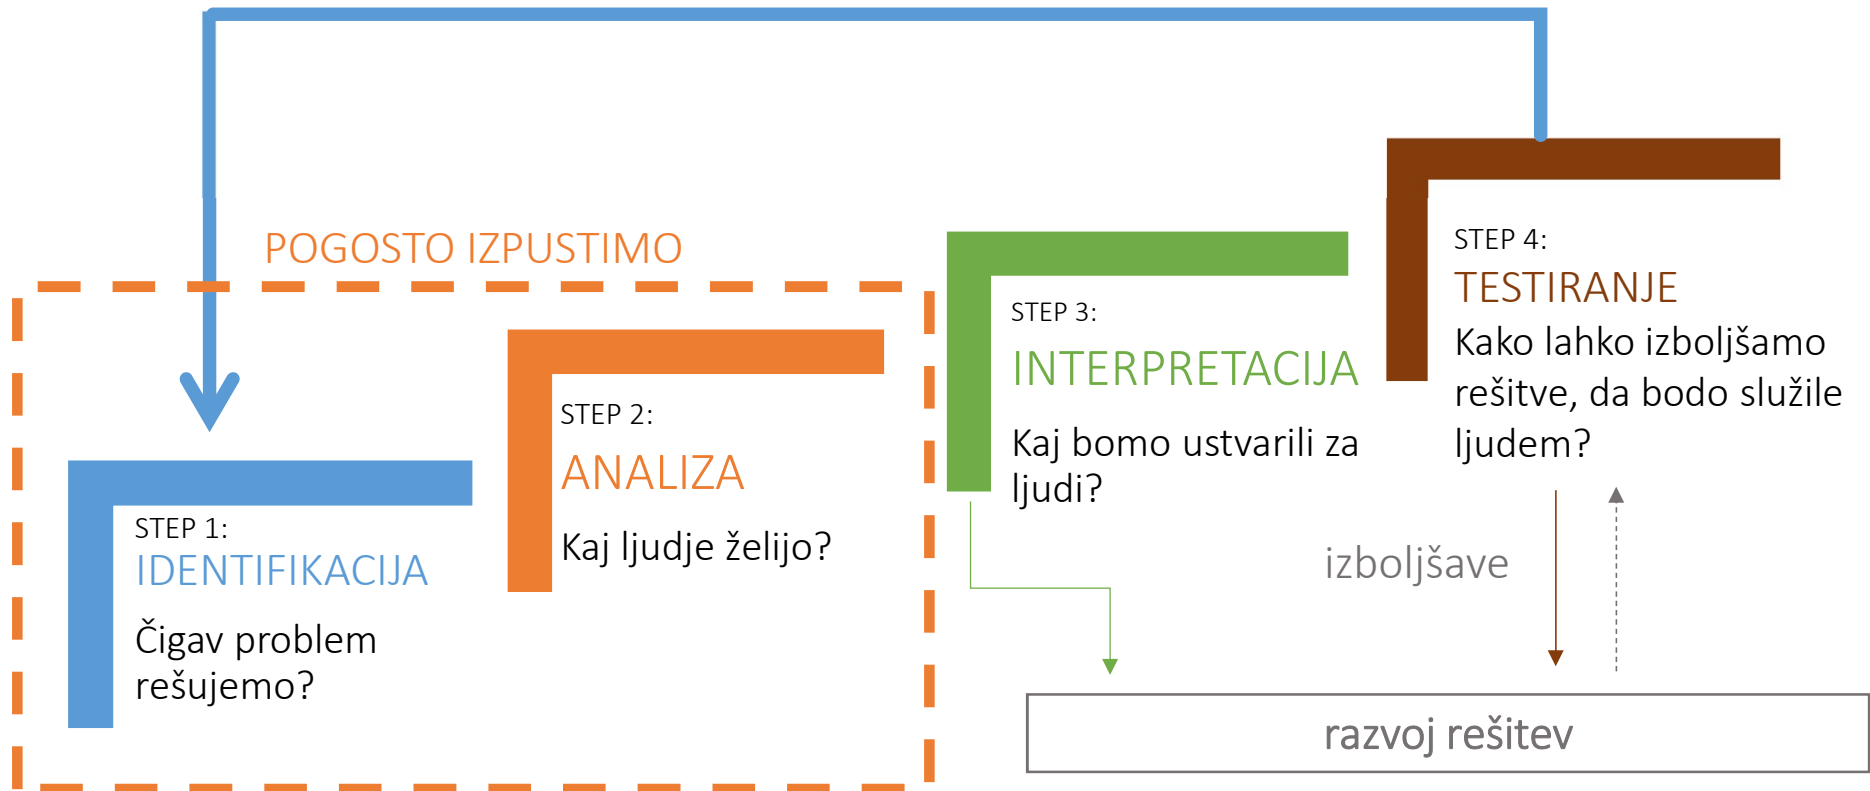 POGOSTO IZPUSTIMO
STEP 1:
IDENTIFIKACIJA
Čigav problem
rešujemo?
STEP 2:
ANALIZA
Kaj ljudje želijo?
STEP 3:
INTERPRETACIJA
Kaj bomo ustvarili za
ljudi?
STEP 4:
TESTIRANJE
Kako lahko izboljšamo
rešitve, da bodo služile
ljudem?
izboljšave
razvoj rešitev